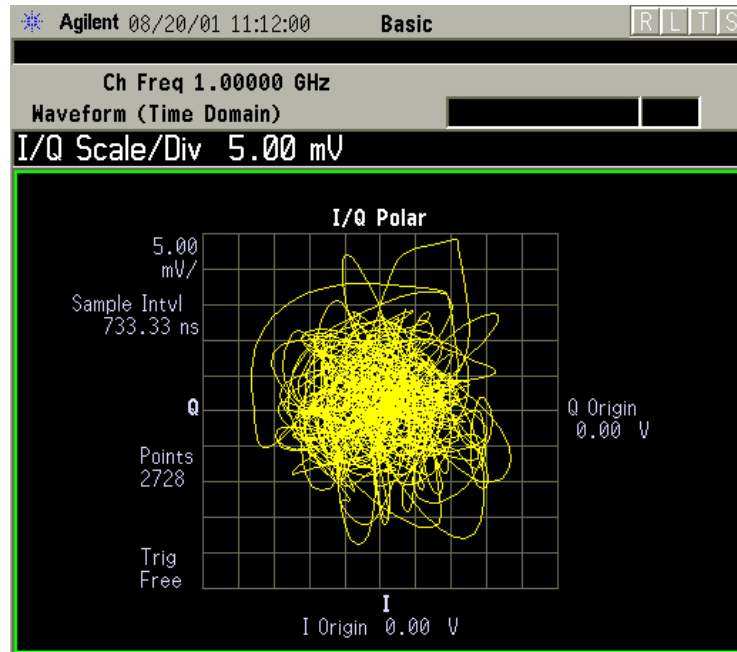 Agilent 08/20/01 11:12:00 Basic R L T S
Ch Freq 1.00000 GHz
Waveform (Time Domain)
I/Q Scale/Div 5.00 mV
I/Q Polar
5.00
mV/
Sample Intvl
733.33 ns
Q
Q Origin
0.00 V
Points
2728
Trig
Free
I
I Origin 0.00 V